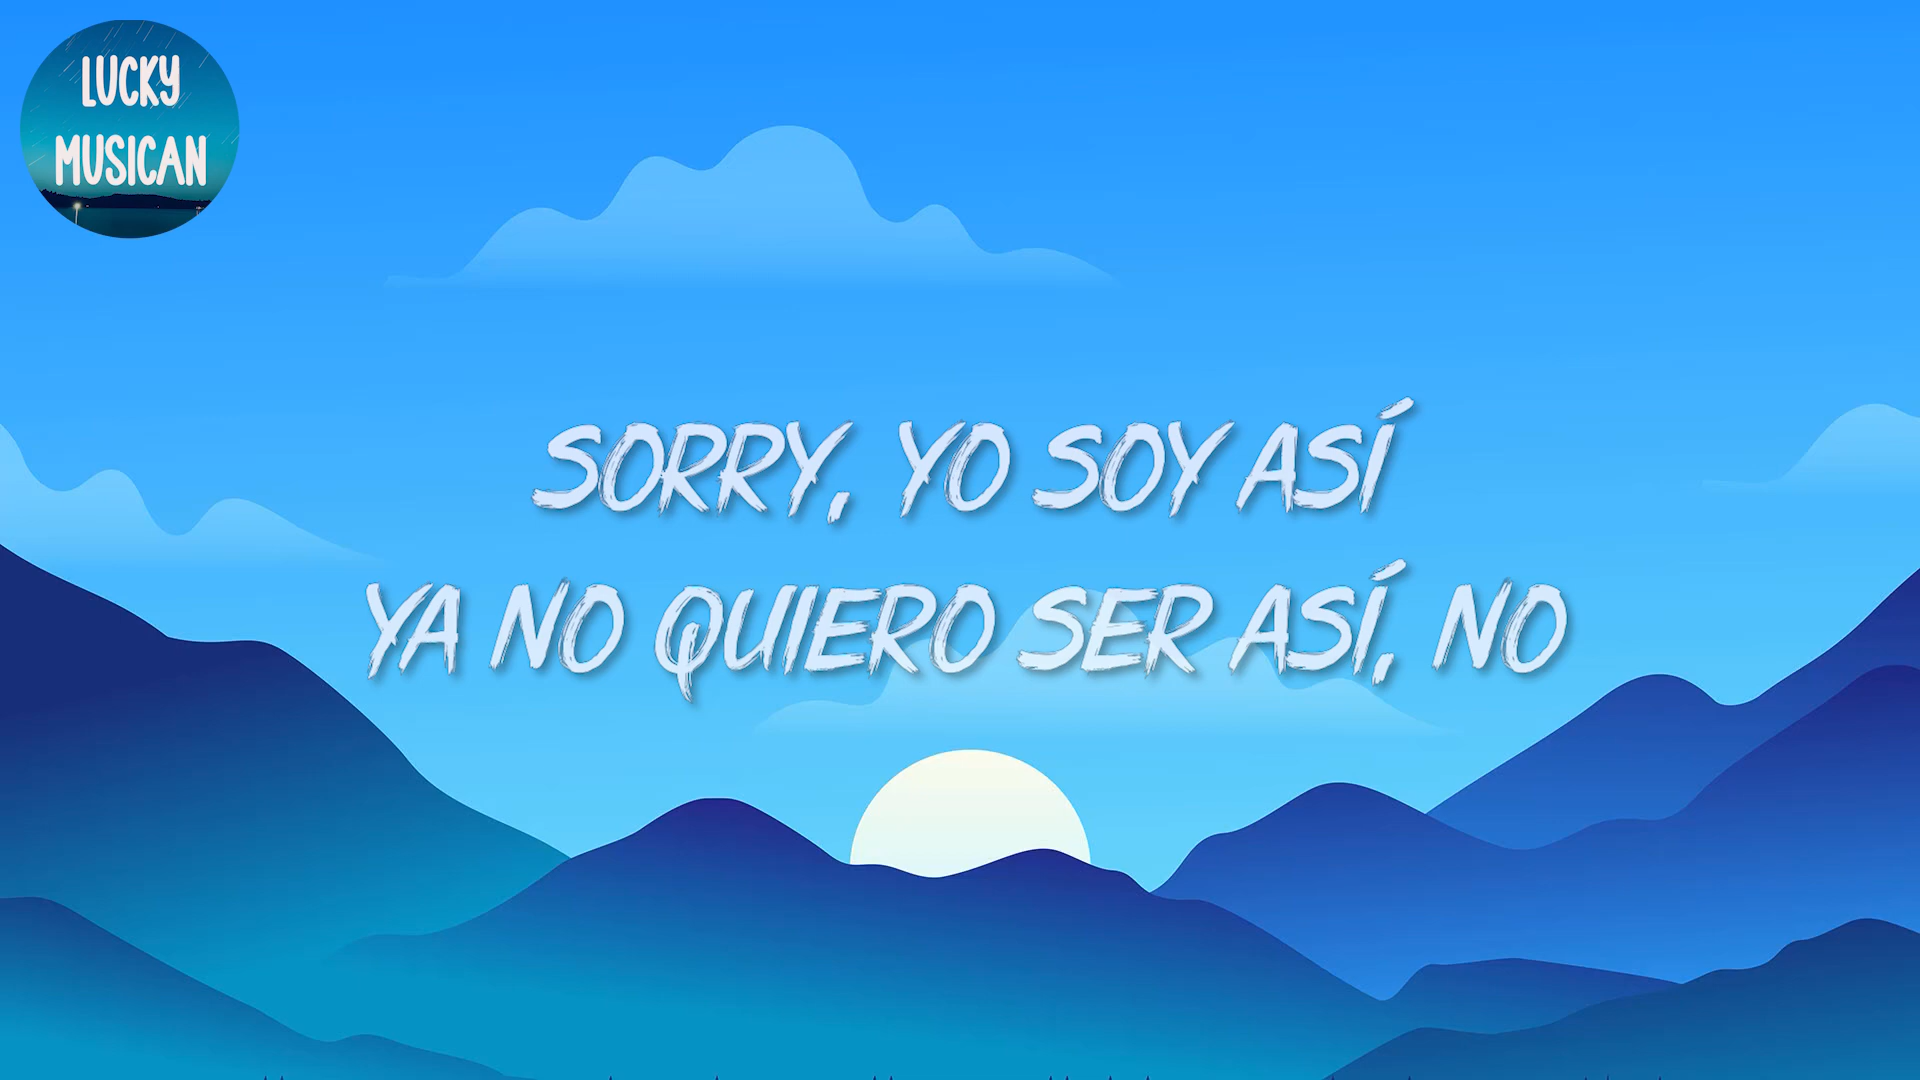 LUCKY
MUSICAN
SORRY, YO SOY ASÍ
YA NO QUIERO SER ASÍ, NO